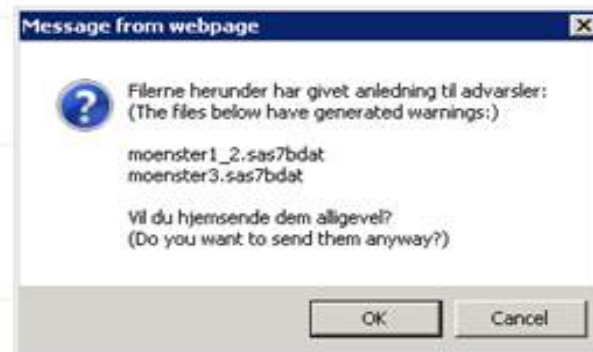 Message from webpage
Filerne herunder har givet anledning til advarsler:
(The files below have generated warnings:)
moenster1_2.sas7bdat
moenster3.sas7bdat
Vil du hjemsende dem alligevel?
(Do you want to send them anyway?)
OK
Cancel